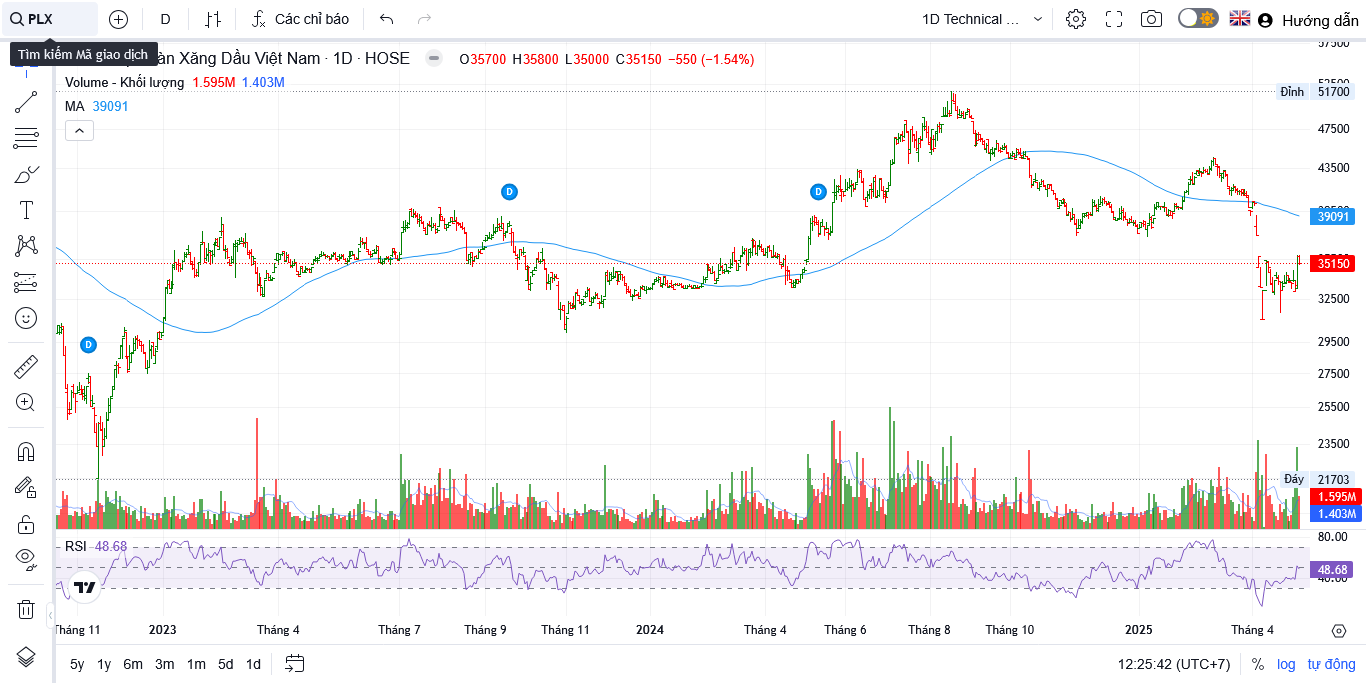 PLX
D
Các chỉ báo
1D Technical ...
Hướng dẫn
Tìm kiếm Mã giao dịch
Xăng Dầu Việt Nam · 1D · HOSE
O35700 H35800 L35000 C35150 −550 (−1.54%)
Volume - Khối lượng 1.595M 1.403M
MA 39091
57500
52500
Đỉnh 51700
47500
43500
39500
39091
35150
32500
29500
27500
25500
23500
Đáy 21703
1.595M
1.403M
D
D
D
RSI 48.68
80.00
48.68
40.00
Tháng 11 2023 Tháng 4 Tháng 7 Tháng 9 Tháng 11 2024 Tháng 4 Tháng 6 Tháng 8 Tháng 10 2025 Tháng 4
5y 1y 6m 3m 1m 5d 1d
12:25:42 (UTC+7) % log tự động